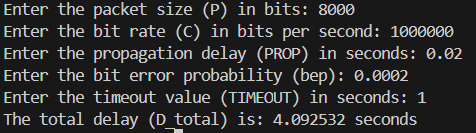 Enter the packet size (P) in bits: 8000
Enter the bit rate (C) in bits per second: 1000000
Enter the propagation delay (PROP) in seconds: 0.02
Enter the bit error probability (bep): 0.0002
Enter the timeout value (TIMEOUT) in seconds: 1
The total delay (D_total) is: 4.092532 seconds